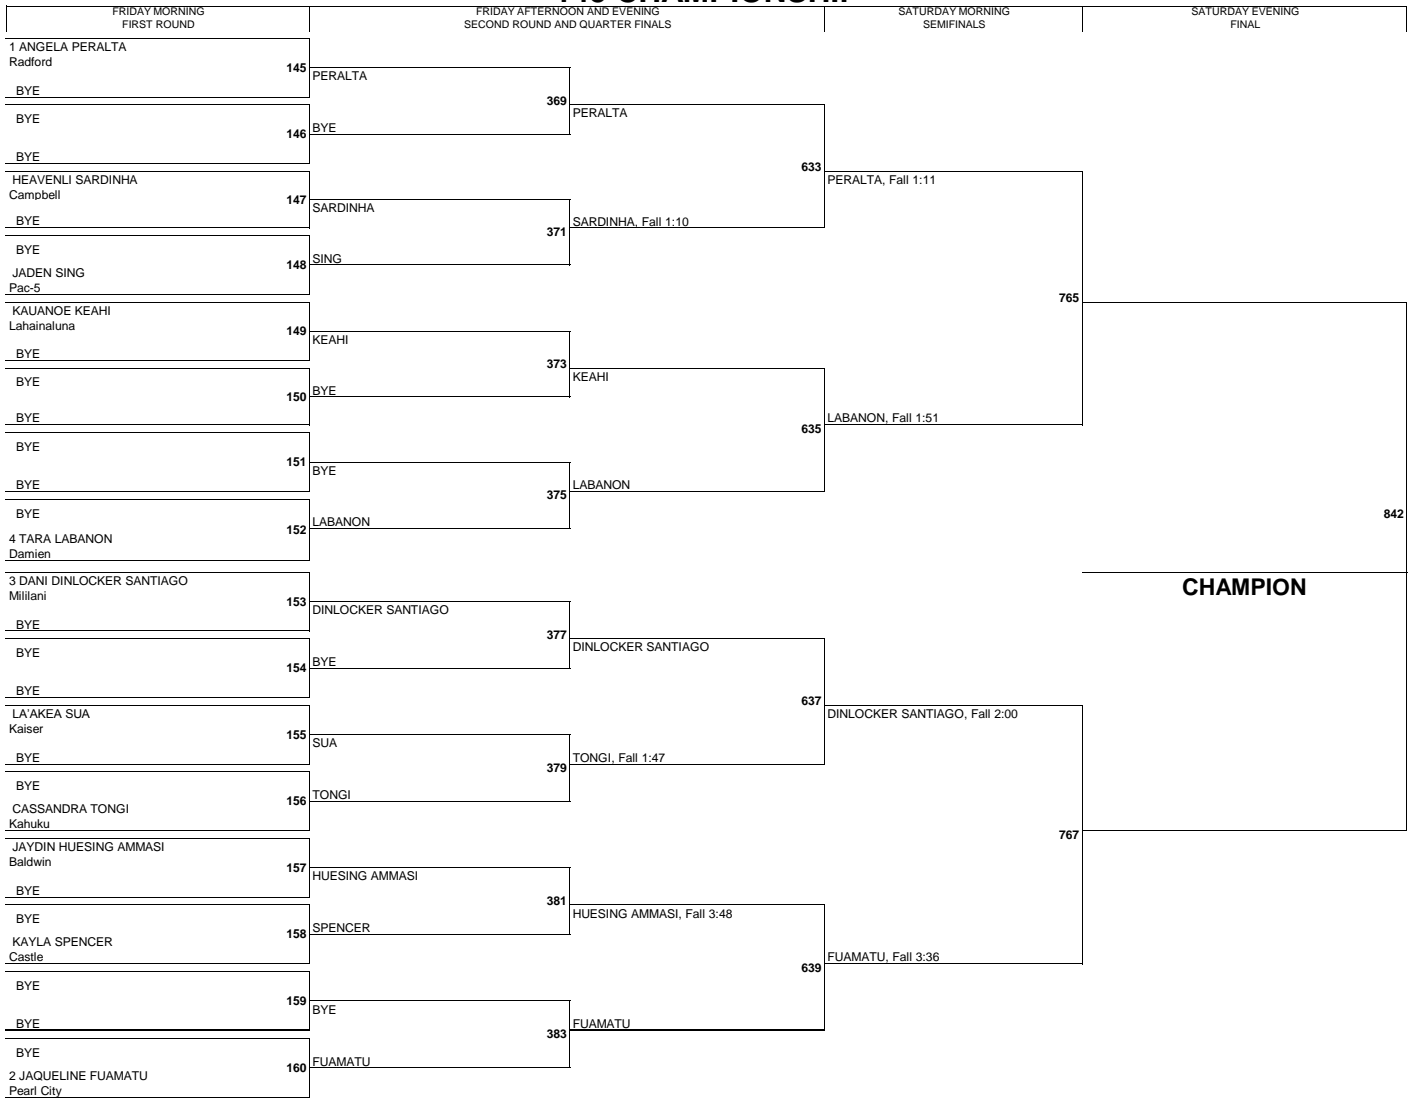 FRIDAY MORNING
FIRST ROUND
FRIDAY AFTERNOON AND EVENING
SECOND ROUND AND QUARTER FINALS
SATURDAY MORNING
SEMIFINALS
SATURDAY EVENING
FINAL
1 ANGELA PERALTA
Radford
145
BYE
PERALTA
369
BYE
146
BYE
BYE
PERALTA
633
HEAVENLI SARDINHA
Campbell
147
BYE
SARDINHA
371
SARDINHA, Fall 1:10
BYE
148
SING
JADEN SING
Pac-5
PERALTA, Fall 1:11
765
KAUANOE KEAHI
Lahainaluna
149
BYE
KEAHI
373
KEAHI
BYE
150
BYE
BYE
635
LABANON, Fall 1:51
BYE
151
BYE
BYE
375
LABANON
BYE
152
LABANON
4 TARA LABANON
Damien
842
CHAMPION
3 DANI DINLOCKER SANTIAGO
Mililani
153
BYE
DINLOCKER SANTIAGO
377
DINLOCKER SANTIAGO
BYE
154
BYE
BYE
637
DINLOCKER SANTIAGO, Fall 2:00
LA'AKEA SUA
Kaiser
155
BYE
SUA
379
TONGI, Fall 1:47
BYE
156
TONGI
CASSANDRA TONGI
Kahuku
767
JAYDIN HUESING AMMASI
Baldwin
157
BYE
HUESING AMMASI
381
HUESING AMMASI, Fall 3:48
BYE
158
SPENCER
KAYLA SPENCER
Castle
639
FUAMATU, Fall 3:36
BYE
159
BYE
BYE
383
FUAMATU
BYE
160
FUAMATU
2 JAQUELINE FUAMATU
Pearl City